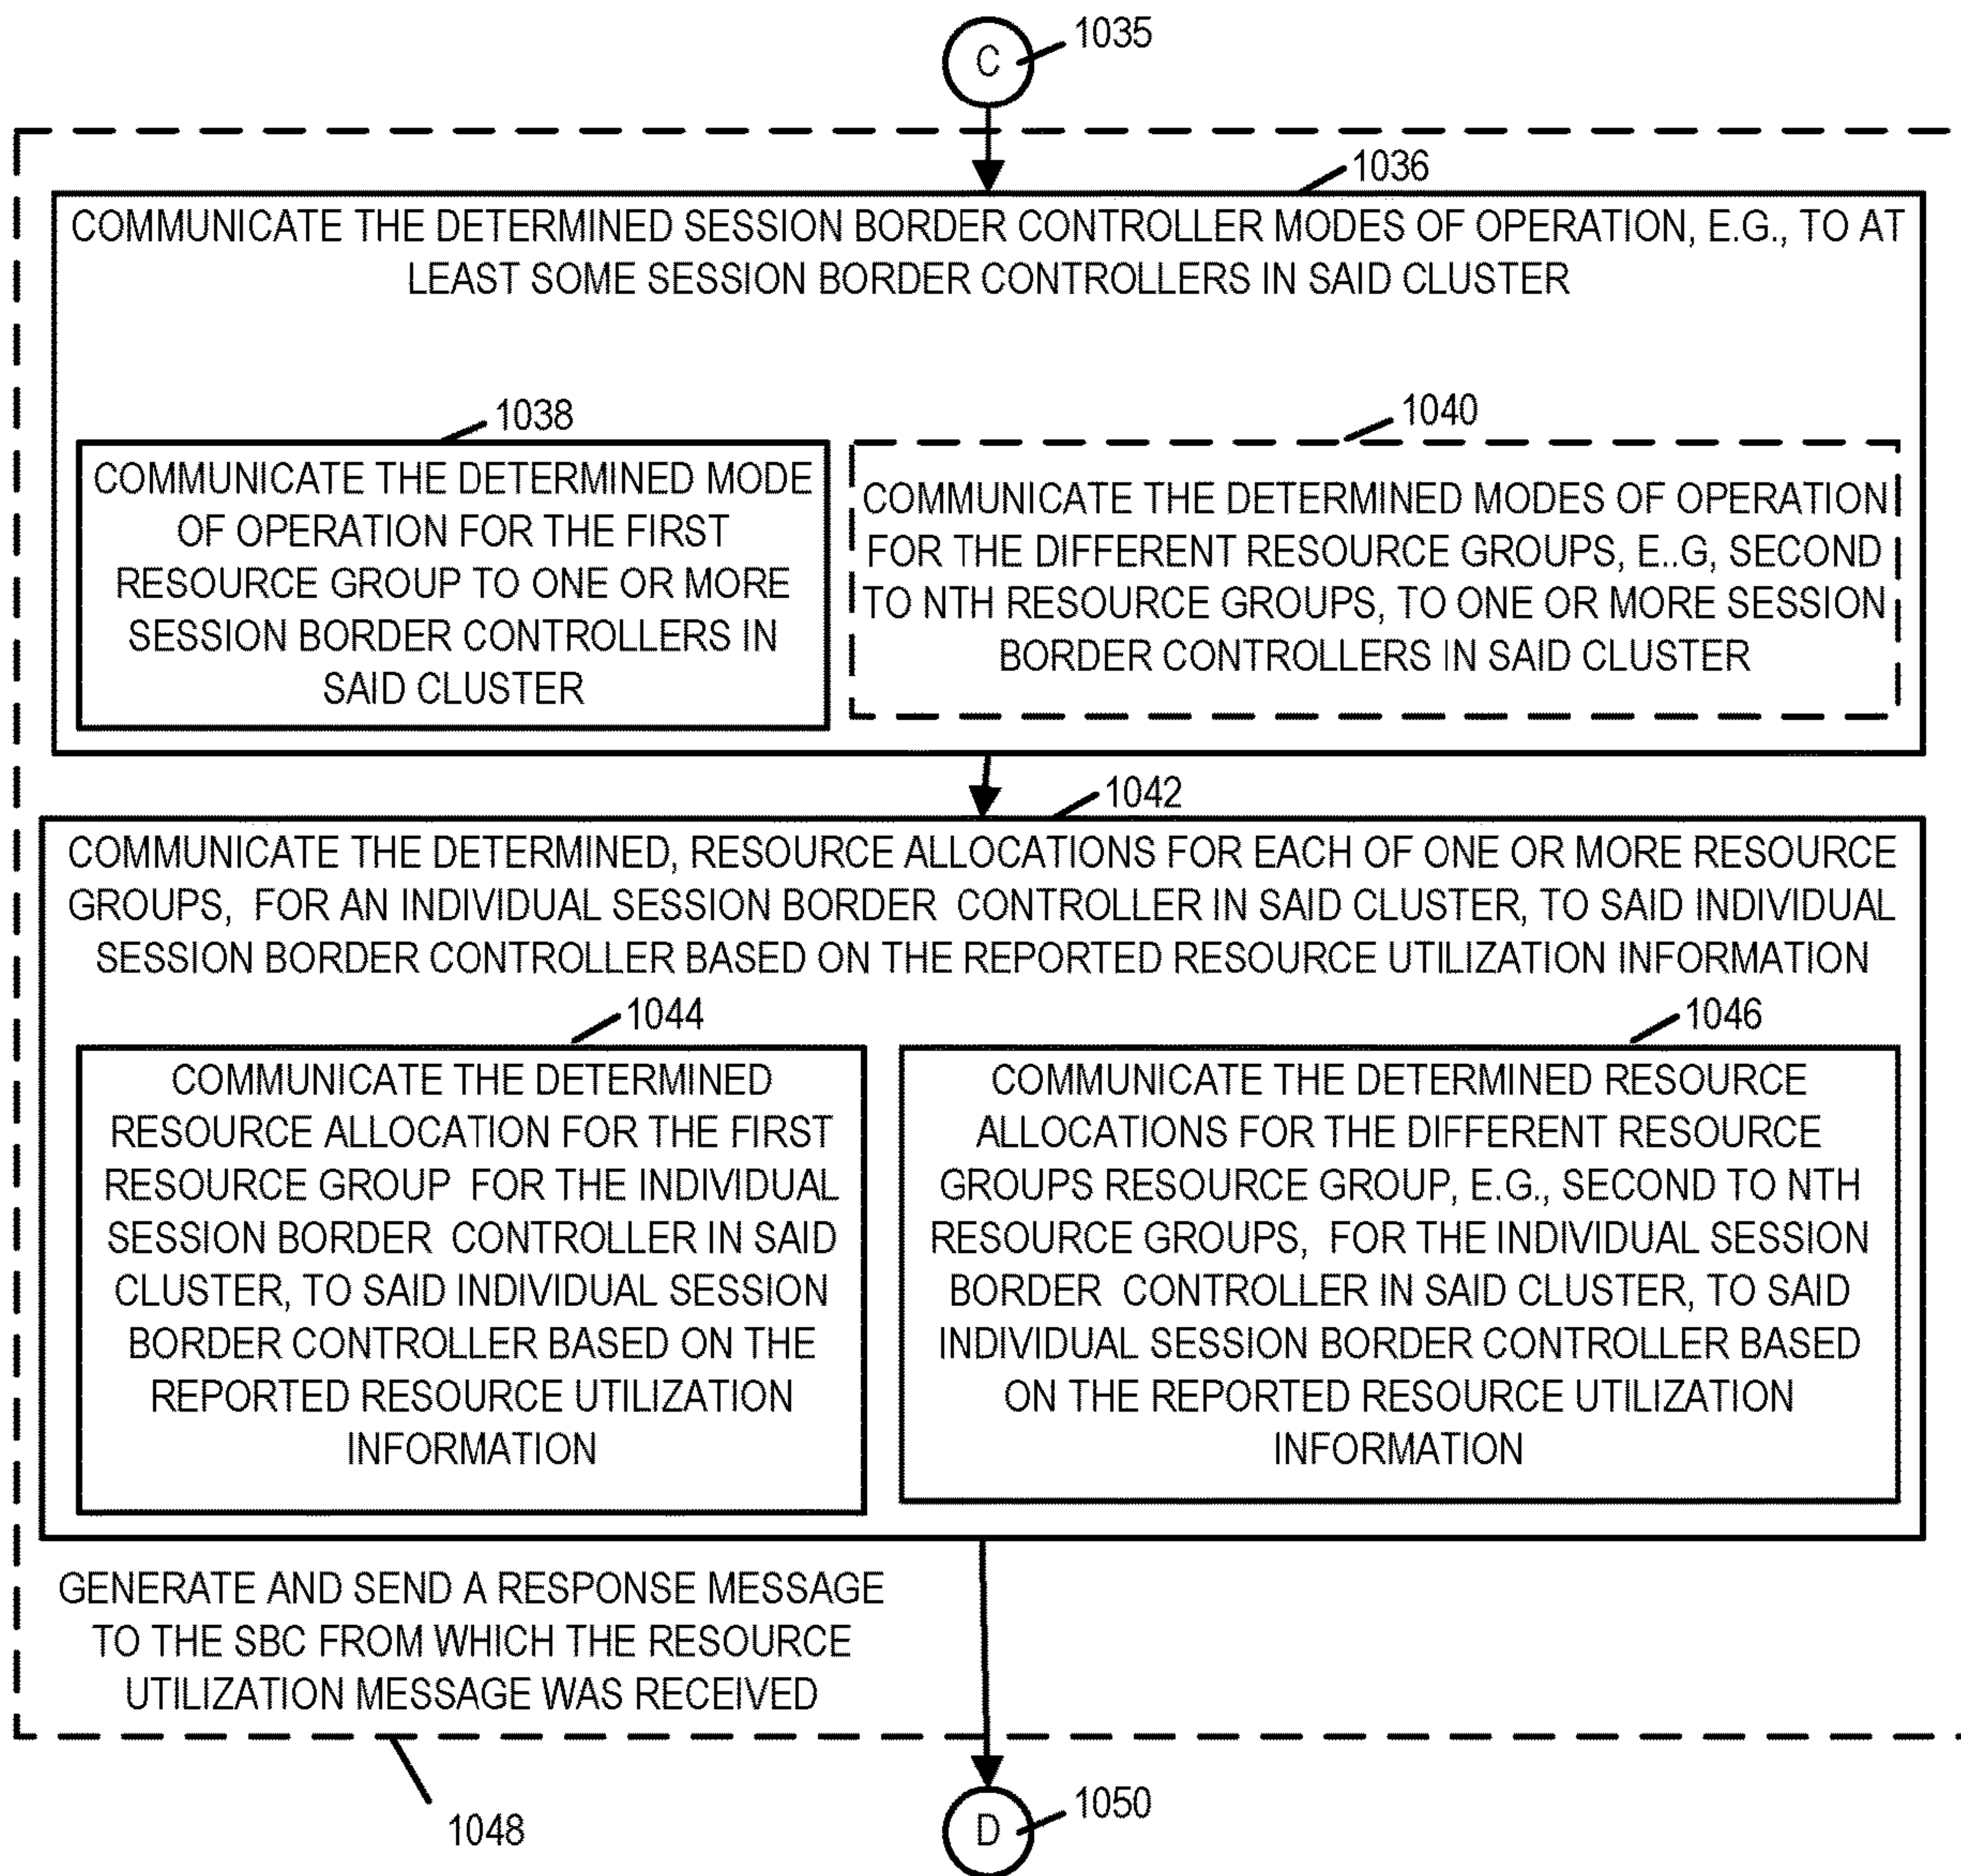 C
1035
1036
COMMUNICATE THE DETERMINED SESSION BORDER CONTROLLER MODES OF OPERATION, E.G., TO AT
LEAST SOME SESSION BORDER CONTROLLERS IN SAID CLUSTER
1038
COMMUNICATE THE DETERMINED MODE
OF OPERATION FOR THE FIRST
RESOURCE GROUP TO ONE OR MORE
SESSION BORDER CONTROLLERS IN
SAID CLUSTER
1040
COMMUNICATE THE DETERMINED MODES OF OPERATION
FOR THE DIFFERENT RESOURCE GROUPS, E..G, SECOND
TO NTH RESOURCE GROUPS, TO ONE OR MORE SESSION
BORDER CONTROLLERS IN SAID CLUSTER
1042
COMMUNICATE THE DETERMINED, RESOURCE ALLOCATIONS FOR EACH OF ONE OR MORE RESOURCE
GROUPS, FOR AN INDIVIDUAL SESSION BORDER CONTROLLER IN SAID CLUSTER, TO SAID INDIVIDUAL
SESSION BORDER CONTROLLER BASED ON THE REPORTED RESOURCE UTILIZATION INFORMATION
1044
COMMUNICATE THE DETERMINED
RESOURCE ALLOCATION FOR THE FIRST
RESOURCE GROUP FOR THE INDIVIDUAL
SESSION BORDER CONTROLLER IN SAID
CLUSTER, TO SAID INDIVIDUAL SESSION
BORDER CONTROLLER BASED ON THE
REPORTED RESOURCE UTILIZATION
INFORMATION
1046
COMMUNICATE THE DETERMINED RESOURCE
ALLOCATIONS FOR THE DIFFERENT RESOURCE
GROUPS RESOURCE GROUP, E.G., SECOND TO NTH
RESOURCE GROUPS, FOR THE INDIVIDUAL SESSION
BORDER CONTROLLER IN SAID CLUSTER, TO SAID
INDIVIDUAL SESSION BORDER CONTROLLER BASED
ON THE REPORTED RESOURCE UTILIZATION
INFORMATION
GENERATE AND SEND A RESPONSE MESSAGE
TO THE SBC FROM WHICH THE RESOURCE
UTILIZATION MESSAGE WAS RECEIVED
1048
D
1050